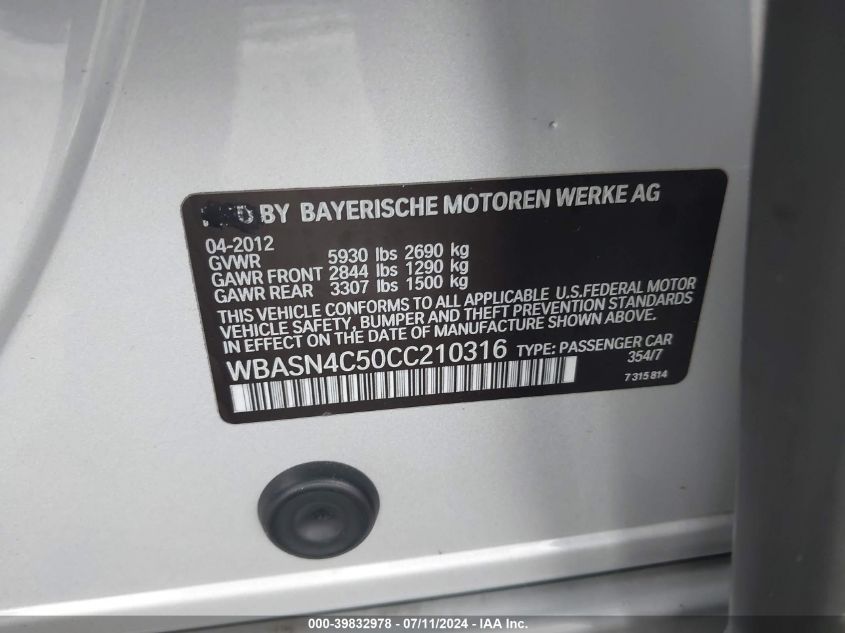 BY BAYERISCHE MOTOREN WERKE AG
04-2012
GVWR 5930 lbs 2690 kg
GAWR FRONT 2844 lbs 1290 kg
GAWR REAR 3307 lbs 1500 kg
THIS VEHICLE CONFORMS TO ALL APPLICABLE U.S.FEDERAL MOTOR
VEHICLE SAFETY, BUMPER AND THEFT PREVENTION STANDARDS
IN EFFECT ON THE DATE OF MANUFACTURE SHOWN ABOVE.
WBASN4C50CC210316 TYPE: PASSENGER CAR
354/7
7 315 814
000-39832978 - 07/11/2024 - IAA Inc.